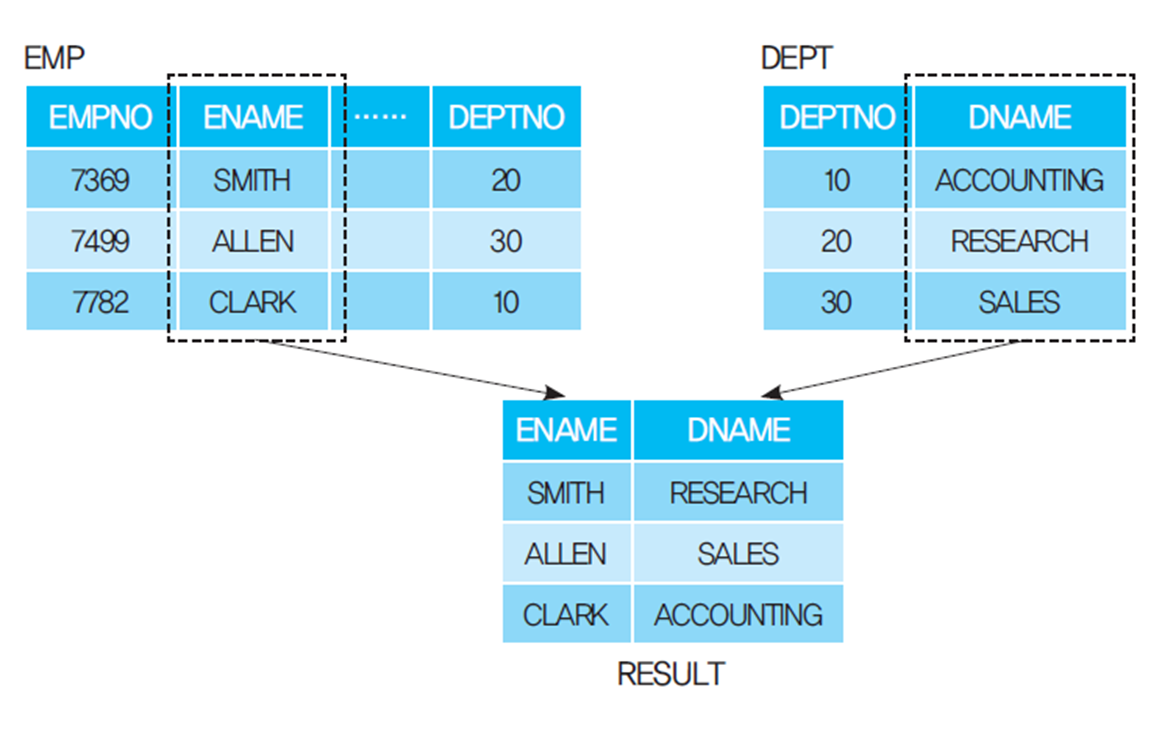 EMP
EMPNO ENAME ...... DEPTNO
7369 SMITH 20
7499 ALLEN 30
7782 CLARK 10
DEPT
DEPTNO DNAME
10 ACCOUNTING
20 RESEARCH
30 SALES
ENAME DNAME
SMITH RESEARCH
ALLEN SALES
CLARK ACCOUNTING
RESULT